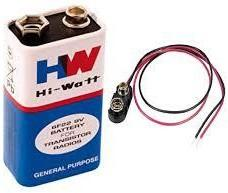 HW
Hi-Watt
6F22 9V
BATTERY
FOR
TRANSISTOR
RADIOS
GENERAL PURPOSE